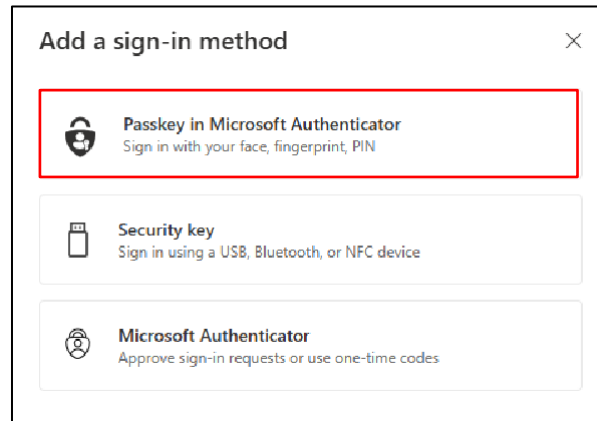 Add a sign-in method
Passkey in Microsoft Authenticator
Sign in with your face, fingerprint, PIN
Security key
Sign in using a USB, Bluetooth, or NFC device
Microsoft Authenticator
Approve sign-in requests or use one-time codes